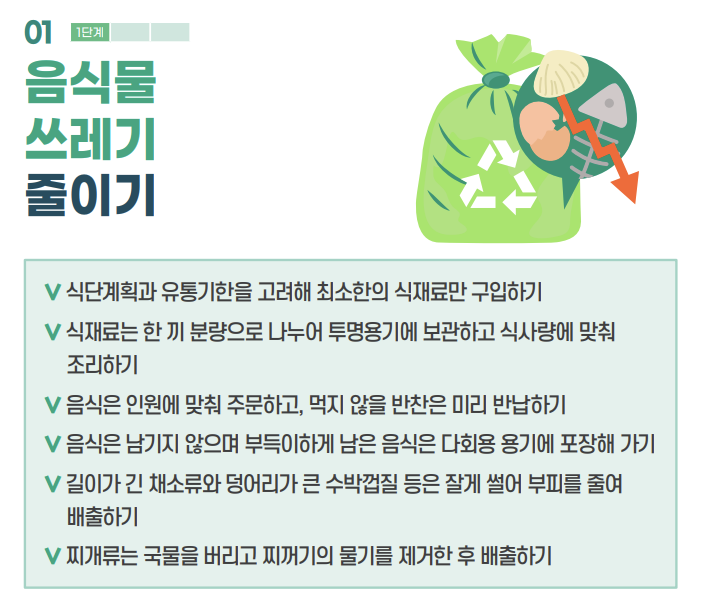 01
1단계
음식물
쓰레기
줄이기
V 식단계획과 유통기한을 고려해 최소한의 식재료만 구입하기
V 식재료는 한 끼 분량으로 나누어 투명용기에 보관하고 식사량에 맞춰
조리하기
V 음식은 인원에 맞춰 주문하고, 먹지 않을 반찬은 미리 반납하기
V 음식은 남기지 않으며 부득이하게 남은 음식은 다회용 용기에 포장해 가기
V 길이가 긴 채소류와 덩어리가 큰 수박껍질 등은 잘게 썰어 부피를 줄여
배출하기
V 찌개류는 국물을 버리고 찌꺼기의 물기를 제거한 후 배출하기